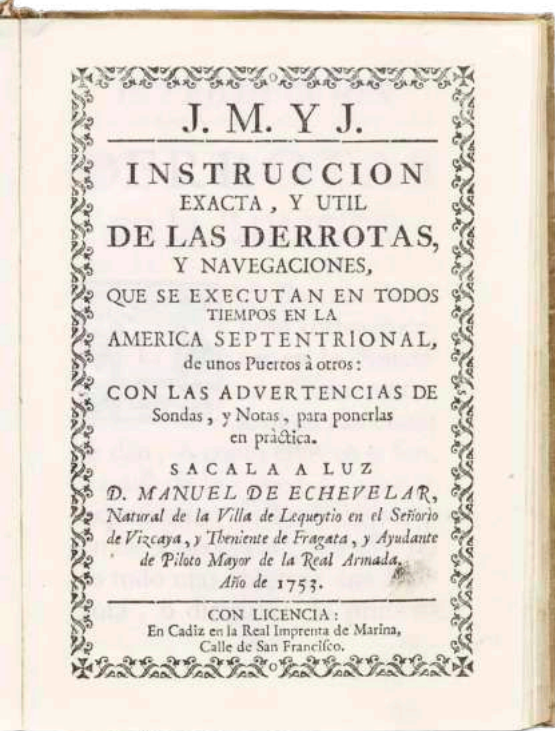 J. M. Y J.
INSTRUCCION
EXACTA, Y UTIL
DE LAS DERROTAS,
Y NAVEGACIONES,
QUE SE EXECUTAN EN TODOS
TIEMPOS EN LA
AMERICA SEPTENTRIONAL,
de unos Puertos à otros:
CON LAS ADVERTENCIAS DE
Sondas, y Notas, para ponerlas
en pràctica.
SACALA A LUZ
D. MANUEL DE ECHEVELAR,
Natural de la Villa de Lequeytio en el Señorio
de Vizcaya, y Theniente de Fragata, y Ayudante
de Piloto Mayor de la Real Armada.
Año de 1753.
CON LICENCIA:
En Cadiz en la Real Imprenta de Marina,
Calle de San Franciſco.